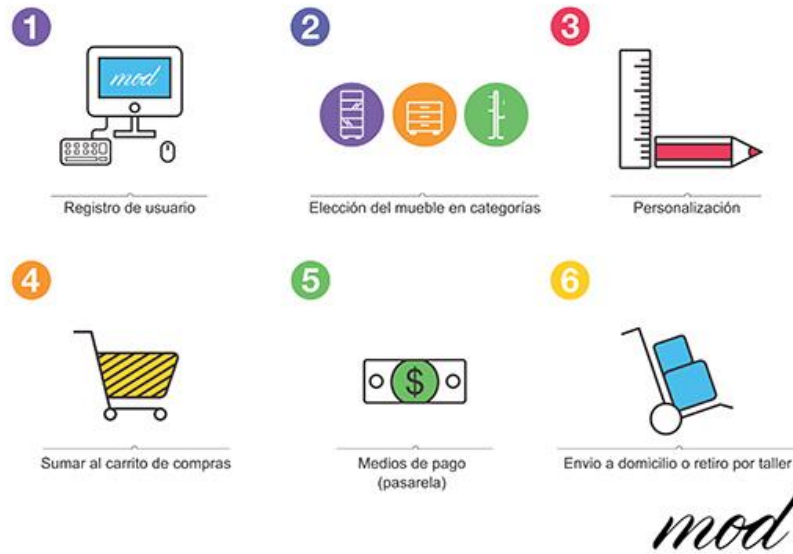 1
2
3
mod
Registro de usuario
Elección del mueble en categorías
Personalización
4
5
6
$
Sumar al carrito de compras
Medios de pago
(pasarela)
Envio a domicilio o retiro por taller
mod